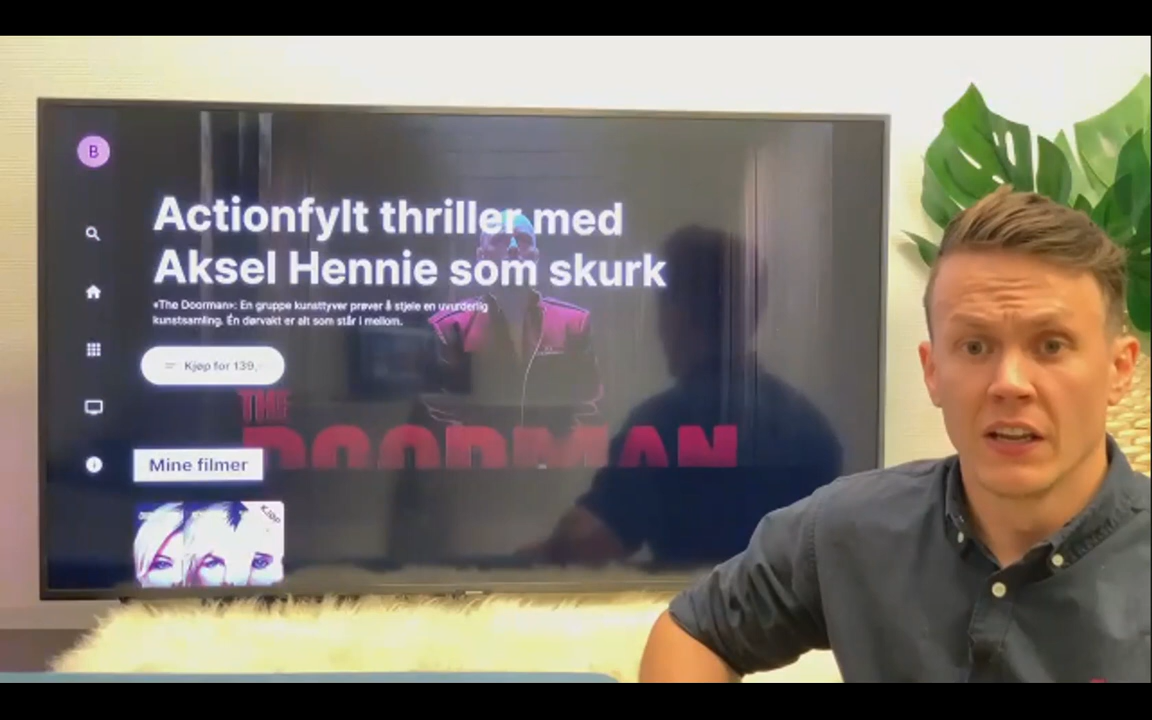 B
Actionfylt thriller med
Aksel Hennie som skurk
«The Doorman»: En gruppe kunsttyver prøver å stjele en uvurderlig
kunstsamling. Én dørvakt er alt som står i mellom.
Kjøp for 139,-
THE
DOORMAN
Mine filmer
KJØP